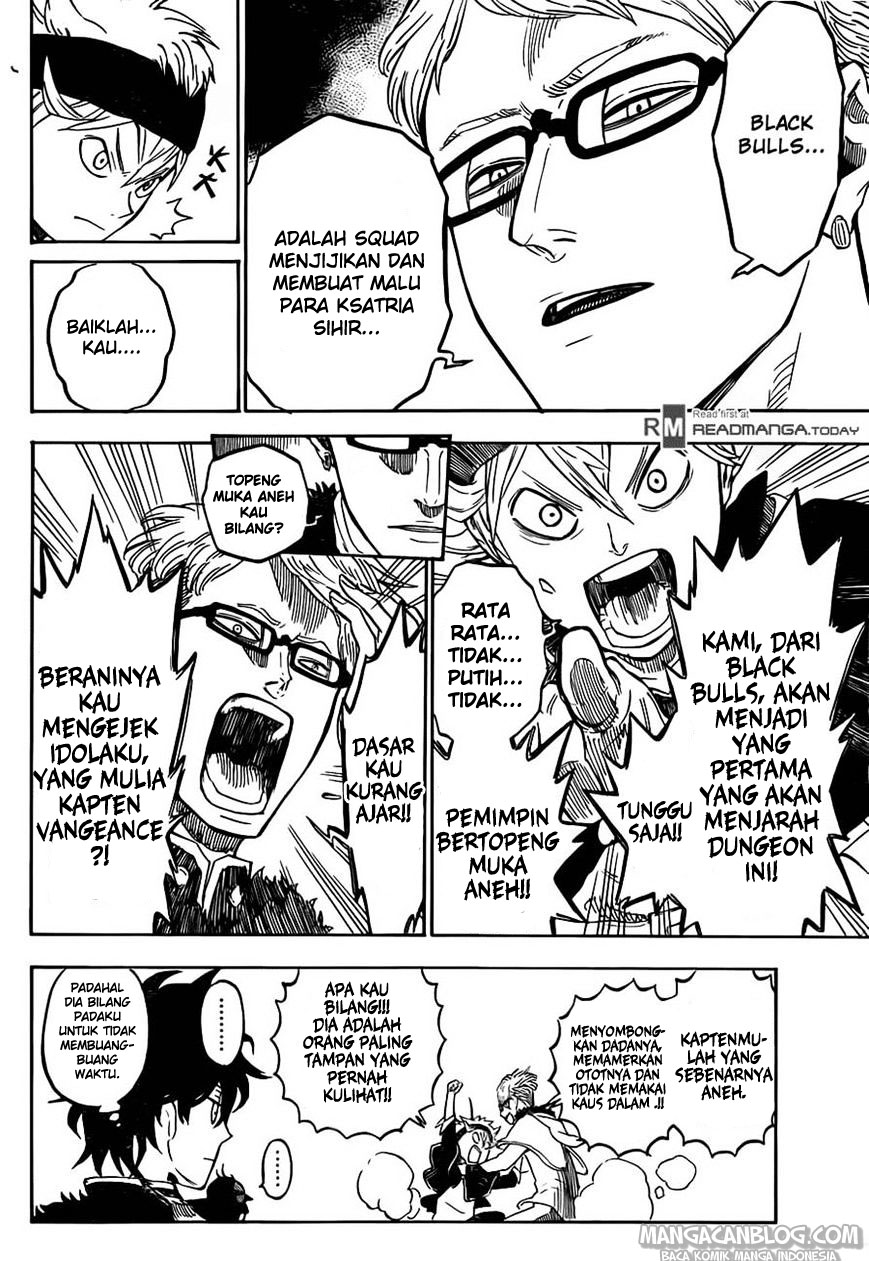 BLACK
BULLS...
ADALAH SQUAD
MENJIJIKAN DAN
MEMBUAT MALU
PARA KSATRIA
SIHIR...
BAIKLAH...
KAU....
RM
Read first at
READMANGA.TODAY
KAMI, DARI
BLACK
BULLS, AKAN
MENJADI
YANG
PERTAMA
YANG AKAN
MENJARAH
DUNGEON
INI!!
TUNGGU
SAJA!!
RATA
RATA...
TIDAK...
PUTIH...
TIDAK...
PEMIMPIN
BERTOPENG
MUKA
ANEH!!
TOPENG
MUKA ANEH
KAU
BILANG?
DASAR
KAU
KURANG
AJAR!!
BERANINYA
KAU
MENGEJEK
IDOLAKU,
YANG MULIA
KAPTEN
VANGEANCE
?!
KAPTENMU-
LAH YANG
SEBENARNYA
ANEH.
MENYOMBONG-
KAN DADANYA,
MEMAMERKAN
OTOTNYA DAN
TIDAK MEMAKAI
KAUS DALAM .!!
APA KAU
BILANG!!!
DIA ADALAH
ORANG PALING
TAMPAN YANG
PERNAH
KULIHAT!!
PADAHAL
DIA BILANG
PADAKU
UNTUK TIDAK
MEMBUANG-
BUANG
WAKTU.
MANGACANBLOG.COM
BACA KOMIK MANGA INDONESIA